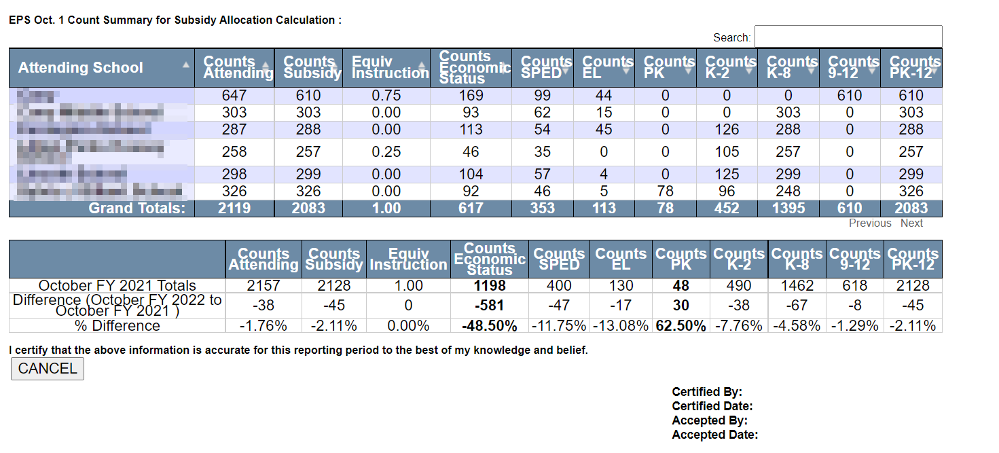 EPS Oct. 1 Count Summary for Subsidy Allocation Calculation :
Search:
Attending School Counts Attending Counts Subsidy Equiv Instruction Counts Economic Status Counts SPED Counts EL Counts PK Counts K-2 Counts K-8 Counts 9-12 Counts PK-12
647 610 0.75 169 99 44 0 0 0 610 610
303 303 0.00 93 62 15 0 0 303 0 303
287 288 0.00 113 54 45 0 126 288 0 288
258 257 0.25 46 35 0 0 105 257 0 257
298 299 0.00 104 57 4 0 125 299 0 299
326 326 0.00 92 46 5 78 96 248 0 326
Grand Totals: 2119 2083 1.00 617 353 113 78 452 1395 610 2083
Previous Next
Counts Attending Counts Subsidy Equiv Instruction Counts Economic Status Counts SPED Counts EL Counts PK Counts K-2 Counts K-8 Counts 9-12 Counts PK-12
October FY 2021 Totals 2157 2128 1.00 1198 400 130 48 490 1462 618 2128
Difference (October FY 2022 to October FY 2021 ) -38 -45 0 -581 -47 -17 30 -38 -67 -8 -45
% Difference -1.76% -2.11% 0.00% -48.50% -11.75% -13.08% 62.50% -7.76% -4.58% -1.29% -2.11%
I certify that the above information is accurate for this reporting period to the best of my knowledge and belief.
CANCEL
Certified By:
Certified Date:
Accepted By:
Accepted Date: